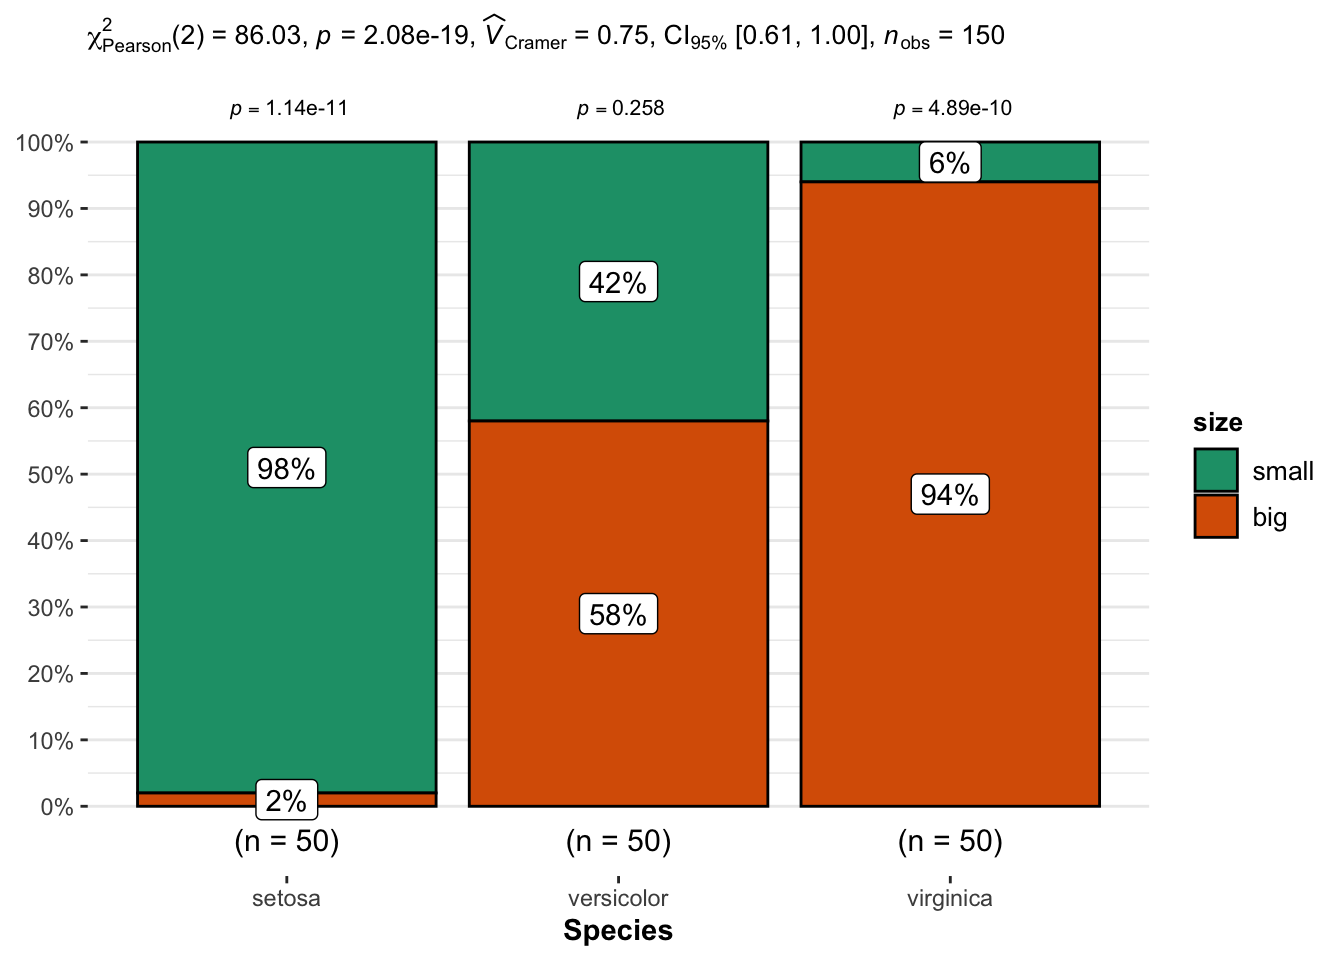 χ²Pearson(2) = 86.03, p = 2.08e-19, V̂Cramer = 0.75, CI95% [0.61, 1.00], nobs = 150
p = 1.14e-11 p = 0.258 p = 4.89e-10
100%
90%
80%
70%
60%
50%
40%
30%
20%
10%
0%
6%
42%
98%
94%
58%
2%
(n = 50) (n = 50) (n = 50)
setosa versicolor virginica
Species
size
small
big